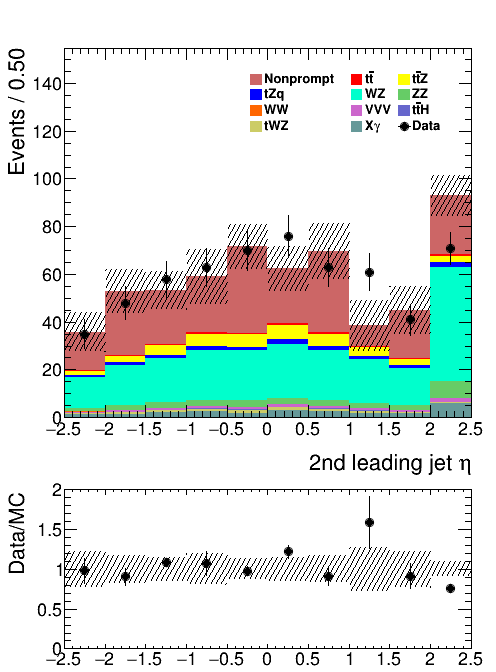 Events / 0.50
140
120
100
80
60
40
20
0
Nonprompt tt̄ tt̄Z
tZq WZ ZZ
WW VVV tt̄H
tWZ Xγ Data
−2.5 −2 −1.5 −1 −0.5 0 0.5 1 1.5 2 2.5
2nd leading jet η
Data/MC
2
1.5
1
0.5
0
−2.5 −2 −1.5 −1 −0.5 0 0.5 1 1.5 2 2.5